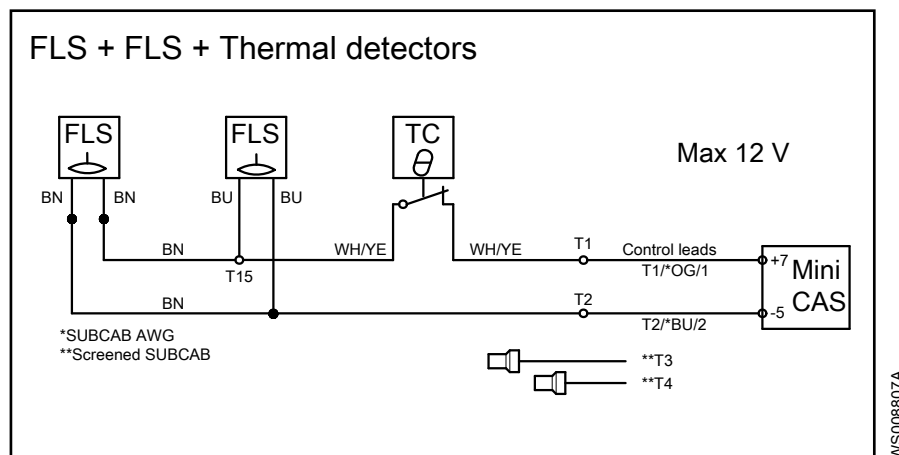 FLS + FLS + Thermal detectors
FLS
FLS
TC
Max 12 V
BN
BN
BU
BU
BN
T15
WH/YE
WH/YE
T1
Control leads
T1/*OG/1
+7
Mini
CAS
BN
T2
T2/*BU/2
-5
*SUBCAB AWG
**Screened SUBCAB
**T3
**T4
WS008807A